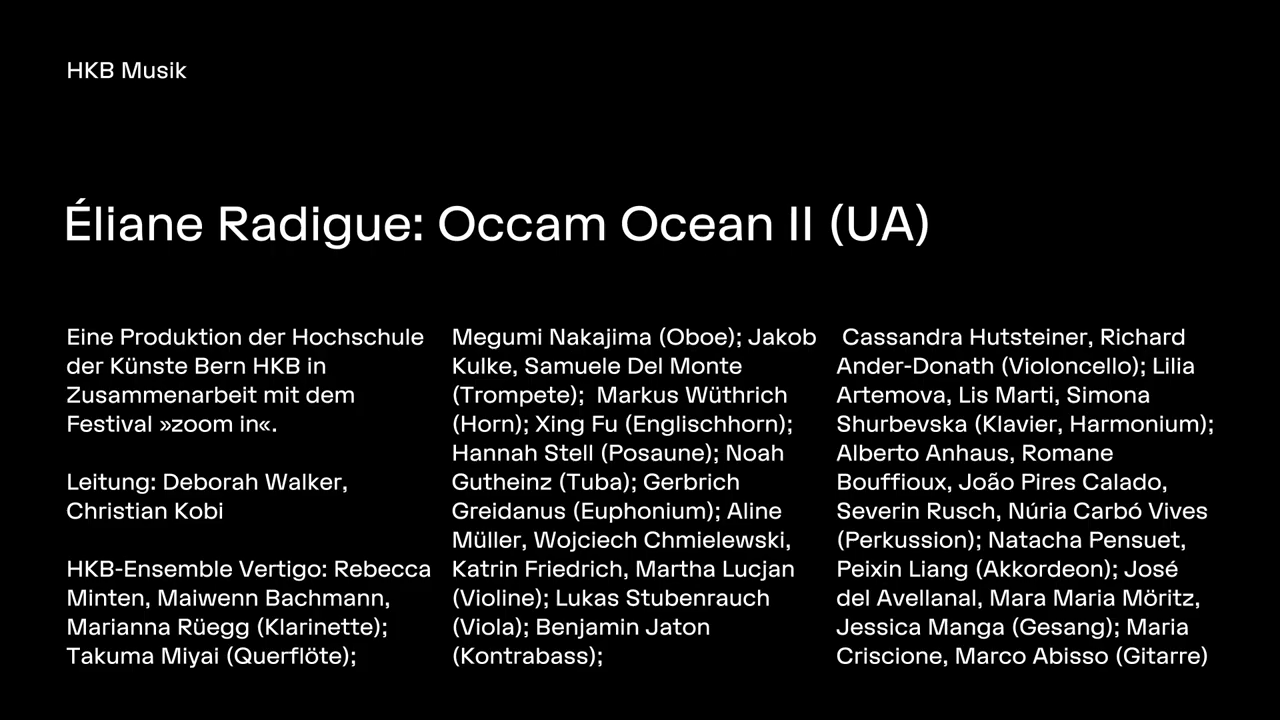 HKB Musik
Éliane Radigue: Occam Ocean II (UA)
Eine Produktion der Hochschule
der Künste Bern HKB in
Zusammenarbeit mit dem
Festival »zoom in«.
Leitung: Deborah Walker,
Christian Kobi
HKB-Ensemble Vertigo: Rebecca
Minten, Maiwenn Bachmann,
Marianna Rüegg (Klarinette);
Takuma Miyai (Querflöte);
Megumi Nakajima (Oboe); Jakob
Kulke, Samuele Del Monte
(Trompete);  Markus Wüthrich
(Horn); Xing Fu (Englischhorn);
Hannah Stell (Posaune); Noah
Gutheinz (Tuba); Gerbrich
Greidanus (Euphonium); Aline
Müller, Wojciech Chmielewski,
Katrin Friedrich, Martha Lucjan
(Violine); Lukas Stubenrauch
(Viola); Benjamin Jaton
(Kontrabass);
Cassandra Hutsteiner, Richard
Ander-Donath (Violoncello); Lilia
Artemova, Lis Marti, Simona
Shurbevska (Klavier, Harmonium);
Alberto Anhaus, Romane
Bouffioux, João Pires Calado,
Severin Rusch, Núria Carbó Vives
(Perkussion); Natacha Pensuet,
Peixin Liang (Akkordeon); José
del Avellanal, Mara Maria Möritz,
Jessica Manga (Gesang); Maria
Criscione, Marco Abisso (Gitarre)